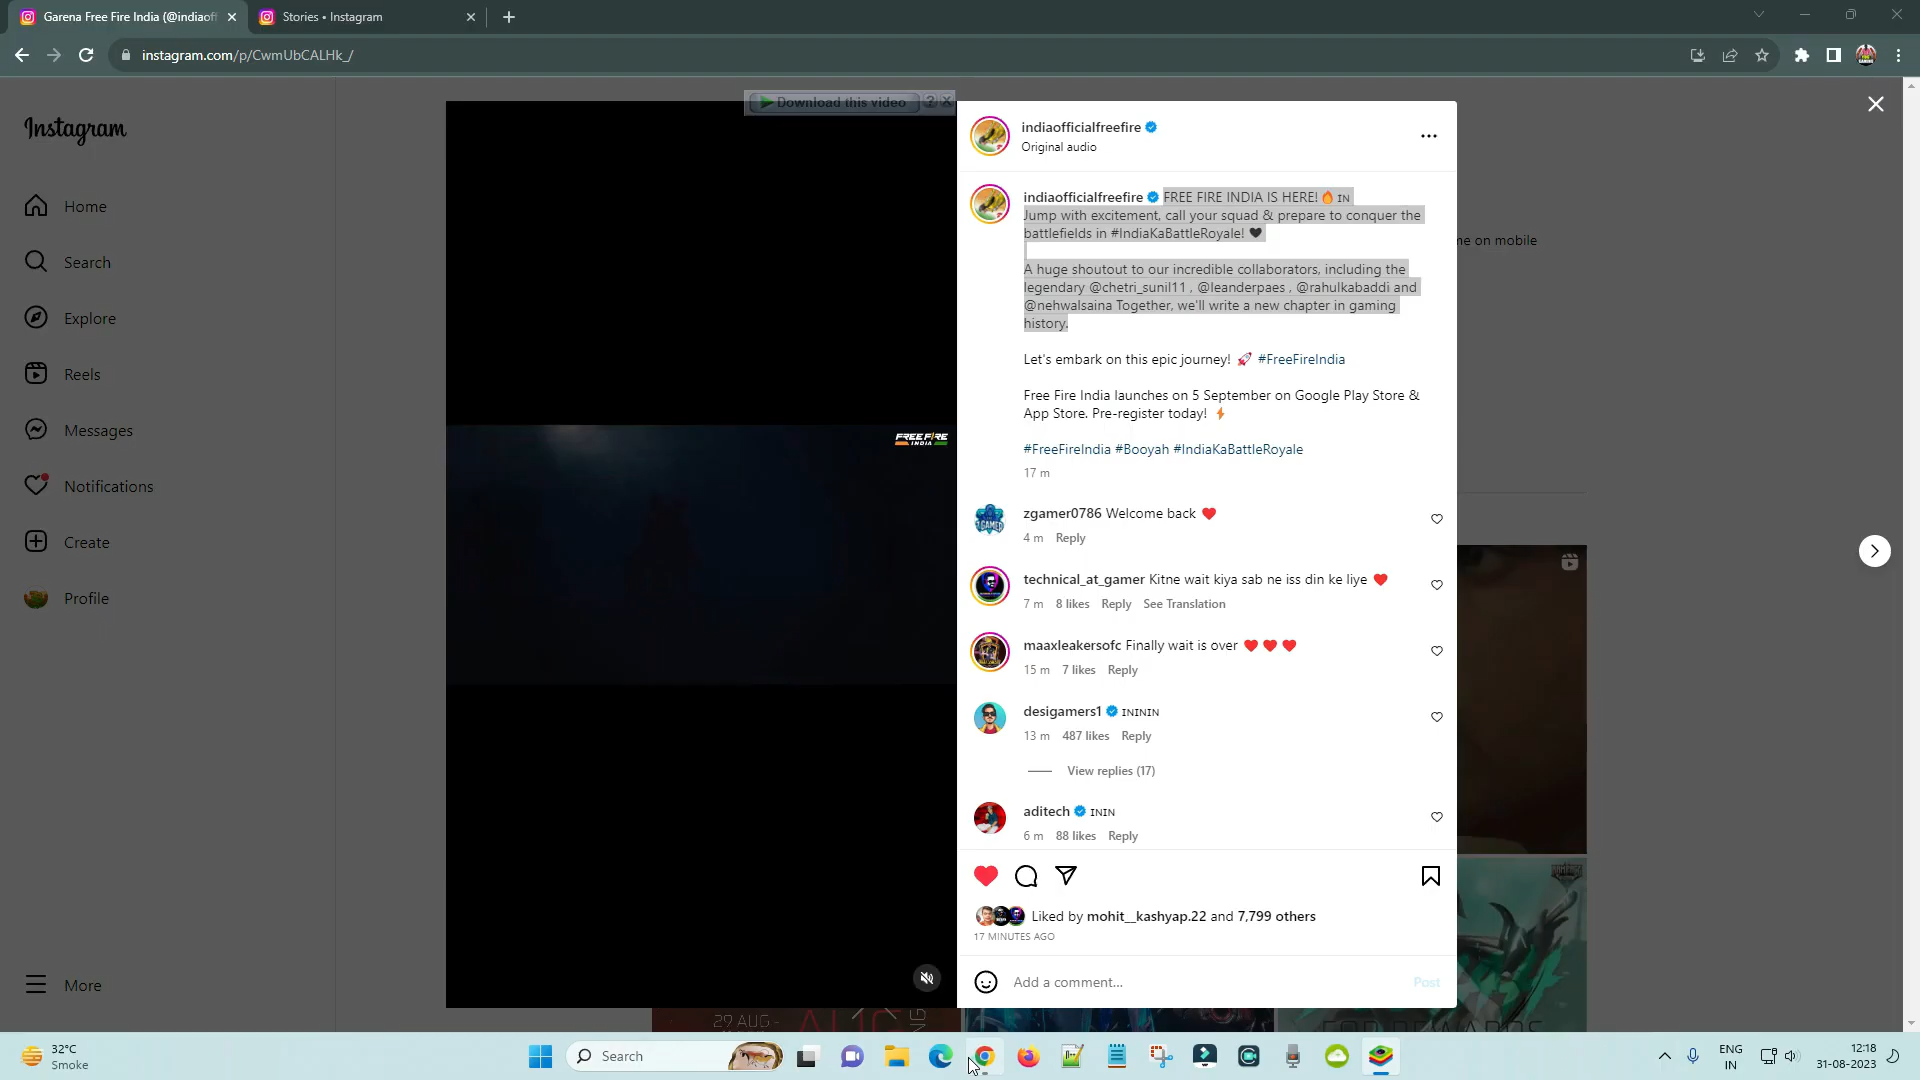 Garena Free Fire India (@indiaoff
Stories • Instagram
instagram.com/p/CwmUbCALHk_/
Download this video
Instagram
Home
Search
Explore
Reels
Messages
Notifications
Create
Profile
More
FREE FIRE
INDIA
indiaofficialfreefire
Original audio
indiaofficialfreefire FREE FIRE INDIA IS HERE! 🔥 IN
Jump with excitement, call your squad & prepare to conquer the
battlefields in #IndiaKaBattleRoyale! 🖤
A huge shoutout to our incredible collaborators, including the
legendary @chetri_sunil11 , @leanderpaes , @rahulkabaddi and
@nehwalsaina Together, we'll write a new chapter in gaming
history.
Let's embark on this epic journey! 🚀 #FreeFireIndia
Free Fire India launches on 5 September on Google Play Store &
App Store. Pre-register today! ⚡
#FreeFireIndia #Booyah #IndiaKaBattleRoyale
17 m
zgamer0786 Welcome back ❤️
4 m Reply
technical_at_gamer Kitne wait kiya sab ne iss din ke liye ❤️
7 m 8 likes Reply See Translation
maaxleakersofc Finally wait is over ❤️ ❤️ ❤️
15 m 7 likes Reply
desigamers1 ININ​IN
13 m 487 likes Reply
View replies (17)
aditech ININ
6 m 88 likes Reply
Liked by mohit__kashyap.22 and 7,799 others
17 MINUTES AGO
Add a comment...
Post
me on mobile
29 AUG -
32°C
Smoke
Search
ENG
IN
12:18
31-08-2023